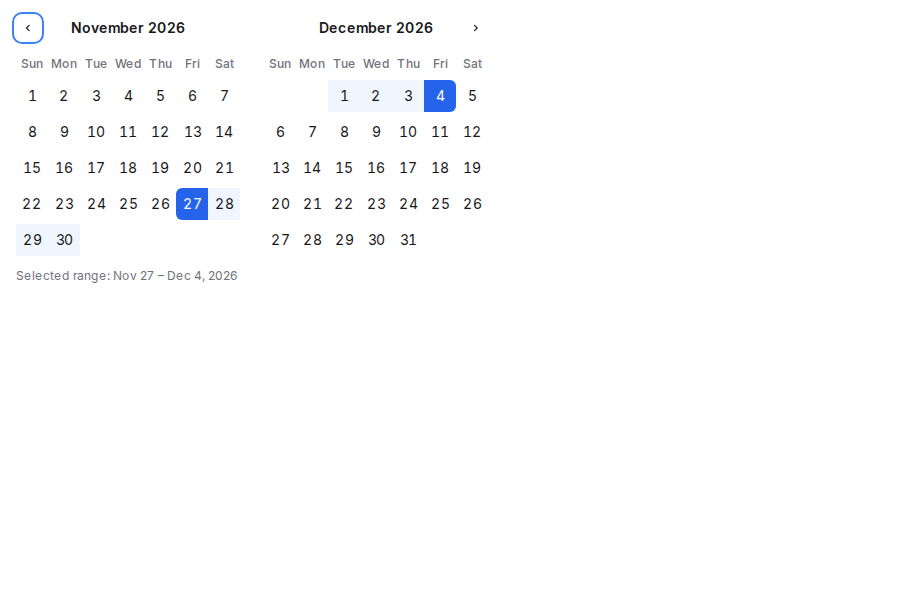 November 2026
Sun Mon Tue Wed Thu Fri Sat
1 2 3 4 5 6 7
8 9 10 11 12 13 14
15 16 17 18 19 20 21
22 23 24 25 26 27 28
29 30
December 2026
Sun Mon Tue Wed Thu Fri Sat
1 2 3 4 5
6 7 8 9 10 11 12
13 14 15 16 17 18 19
20 21 22 23 24 25 26
27 28 29 30 31
Selected range: Nov 27 – Dec 4, 2026